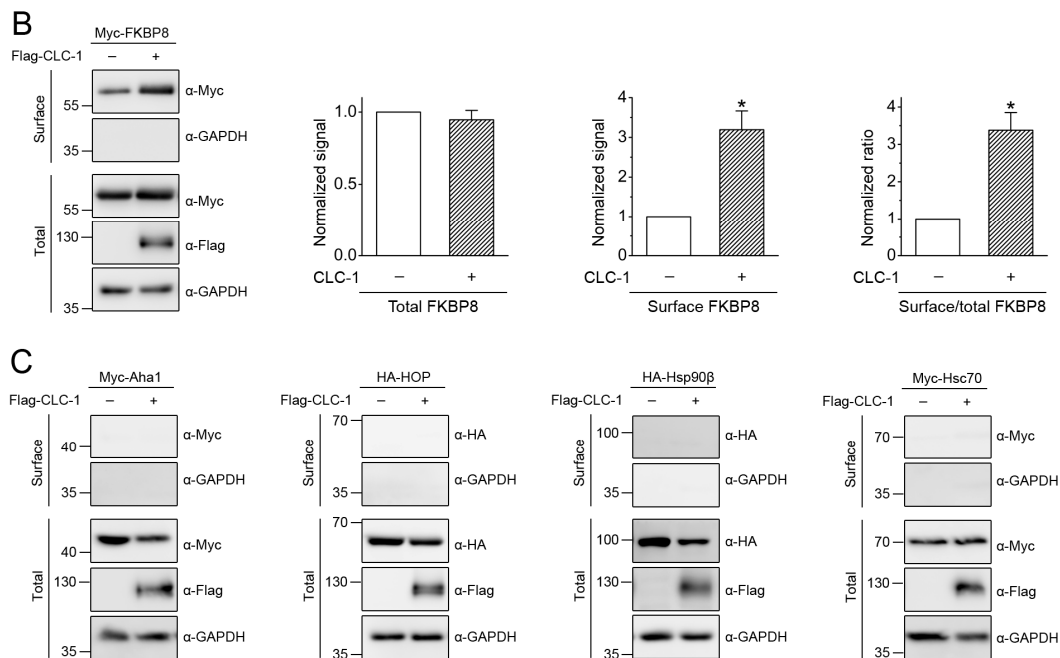 B
Myc-FKBP8
Flag-CLC-1 – +
Surface
55
α-Myc
35
α-GAPDH
Total
55
α-Myc
130
α-Flag
35
α-GAPDH
Normalized signal
1.0
0.5
0.0
CLC-1 – +
Total FKBP8
Normalized signal
4
3
2
1
0
*
CLC-1 – +
Surface FKBP8
Normalized ratio
4
3
2
1
0
*
CLC-1 – +
Surface/total FKBP8
C
Myc-Aha1
Flag-CLC-1 – +
Surface
40
α-Myc
35
α-GAPDH
Total
40
α-Myc
130
α-Flag
35
α-GAPDH
HA-HOP
Flag-CLC-1 – +
Surface
70
α-HA
35
α-GAPDH
Total
70
α-HA
130
α-Flag
35
α-GAPDH
HA-Hsp90β
Flag-CLC-1 – +
Surface
100
α-HA
35
α-GAPDH
Total
100
α-HA
130
α-Flag
35
α-GAPDH
Myc-Hsc70
Flag-CLC-1 – +
Surface
70
α-Myc
35
α-GAPDH
Total
70
α-Myc
130
α-Flag
35
α-GAPDH